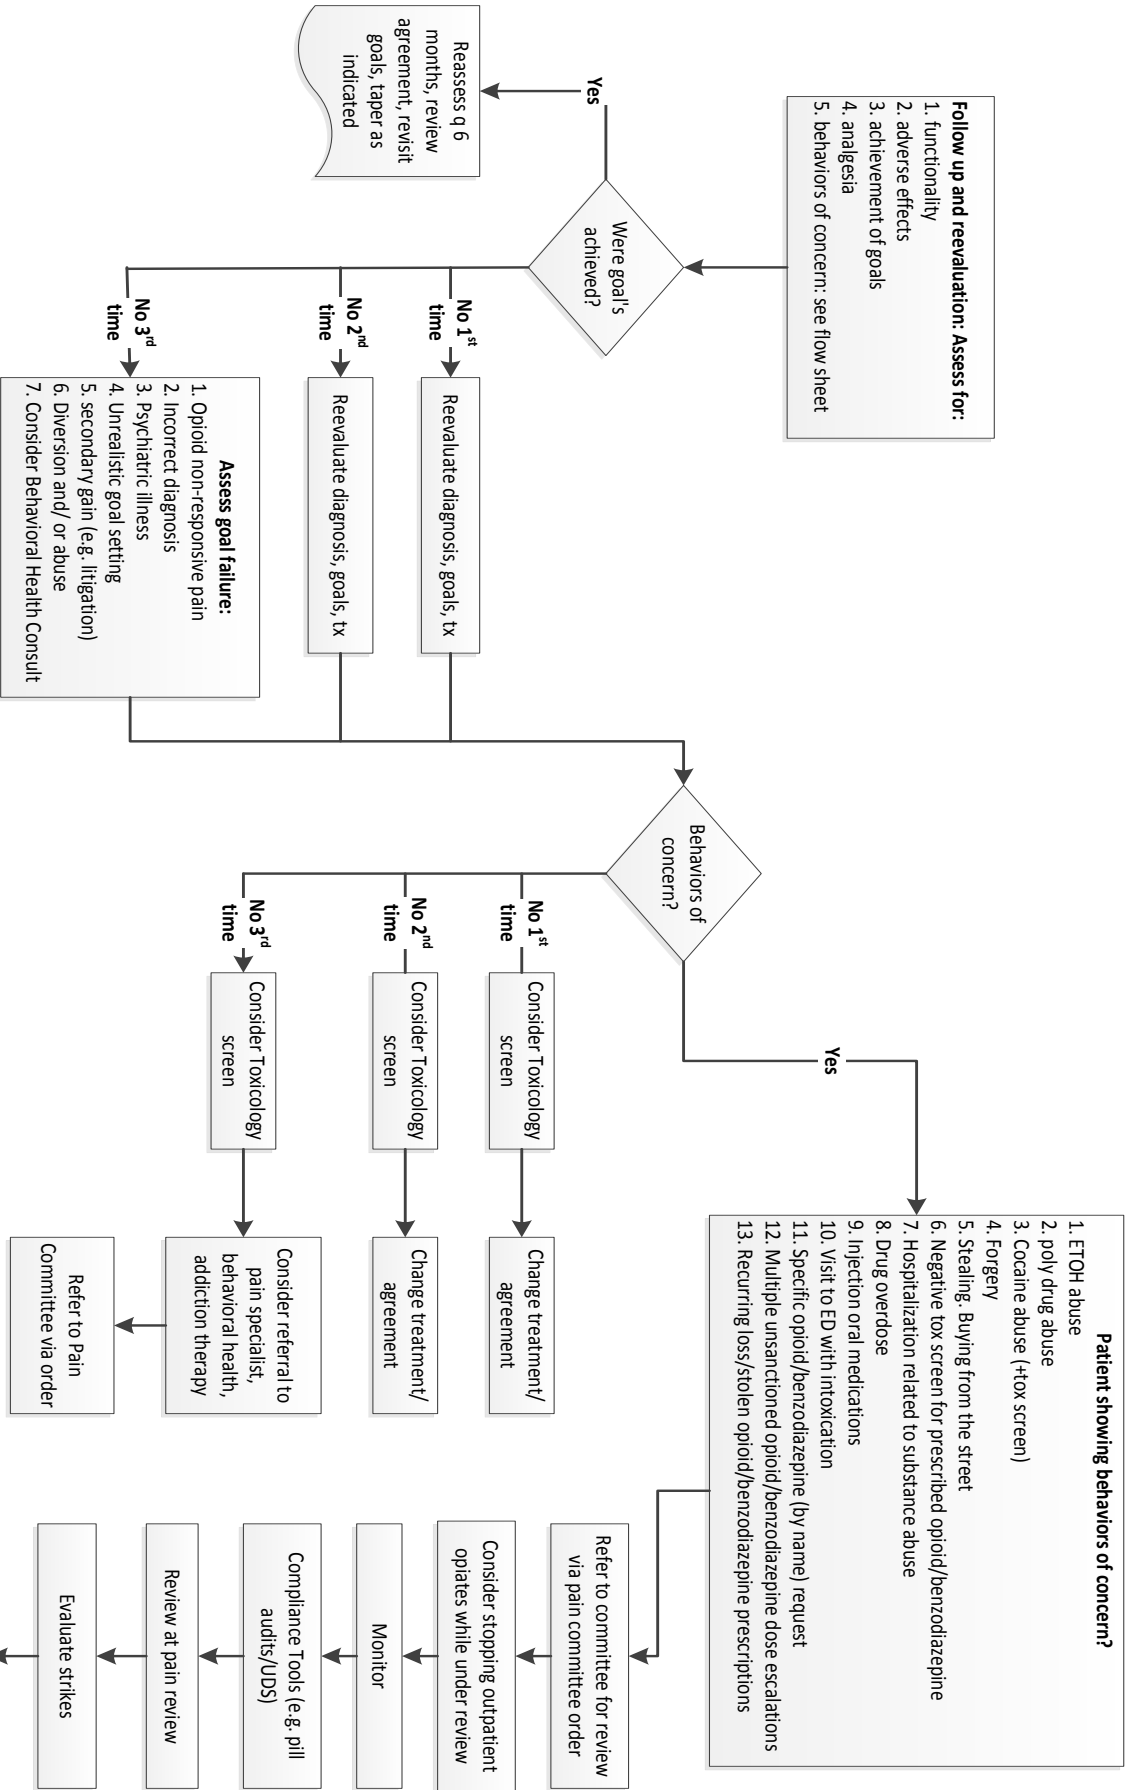 Follow up and reevaluation: Assess for:
1. functionality
2. adverse effects
3. achievement of goals
4. analgesia
5. behaviors of concern: see flow sheet
Were goal's
achieved?
Yes
Reassess q 6
months, review
agreement, revisit
goals, taper as
indicated
No 1st
time
Reevaluate diagnosis, goals, tx
No 2nd
time
Reevaluate diagnosis, goals, tx
No 3rd
time
Assess goal failure:
1. Opioid non-responsive pain
2. Incorrect diagnosis
3. Psychiatric illness
4. Unrealistic goal setting
5. secondary gain (e.g. litigation)
6. Diversion and/ or abuse
7. Consider Behavioral Health Consult
Behaviors of
concern?
Yes
No 1st
time
Consider Toxicology
screen
Change treatment/
agreement
No 2nd
time
Consider Toxicology
screen
Change treatment/
agreement
No 3rd
time
Consider Toxicology
screen
Consider referral to
pain specialist,
behavioral health,
addiction therapy
Refer to Pain
Committee via order
Patient showing behaviors of concern?
1. ETOH abuse
2. poly drug abuse
3. Cocaine abuse (+tox screen)
4. Forgery
5. Stealing. Buying from the street
6. Negative tox screen for prescribed opioid/benzodiazepine
7. Hospitalization related to substance abuse
8. Drug overdose
9. Injection oral medications
10. Visit to ED with intoxication
11. Specific opioid/benzodiazepine (by name) request
12. Multiple unsanctioned opioid/benzodiazepine dose escalations
13. Recurring loss/stolen opioid/benzodiazepine prescriptions
Refer to committee for review
via pain committee order
Consider stopping outpatient
opiates while under review
Monitor
Compliance Tools (e.g. pill
audits/UDS)
Review at pain review
Evaluate strikes